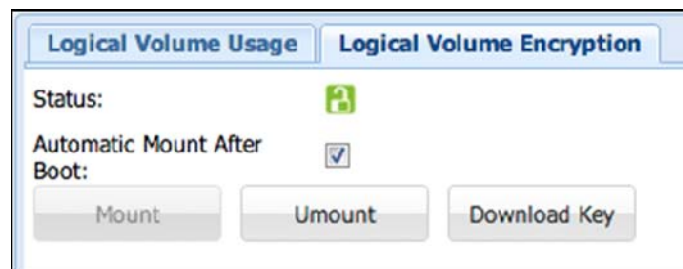 Logical Volume Usage
Logical Volume Encryption
Status:
Automatic Mount After
Boot:
Mount
Umount
Download Key